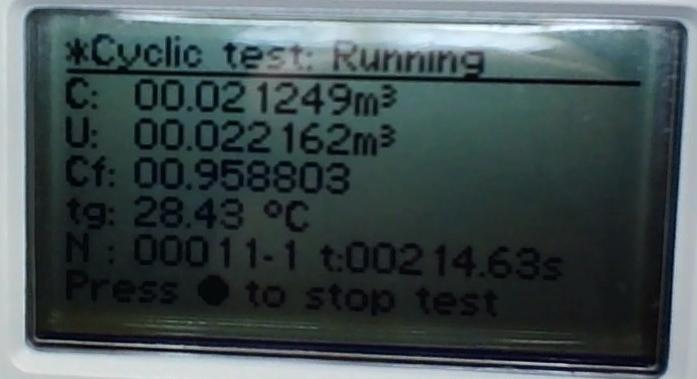 *Cyclic test: Running
C: 00.021249m³
U: 00.022162m³
Cf: 00.958803
tg: 28.43 °C
N : 00011-1 t:00214.63s
Press ● to stop test